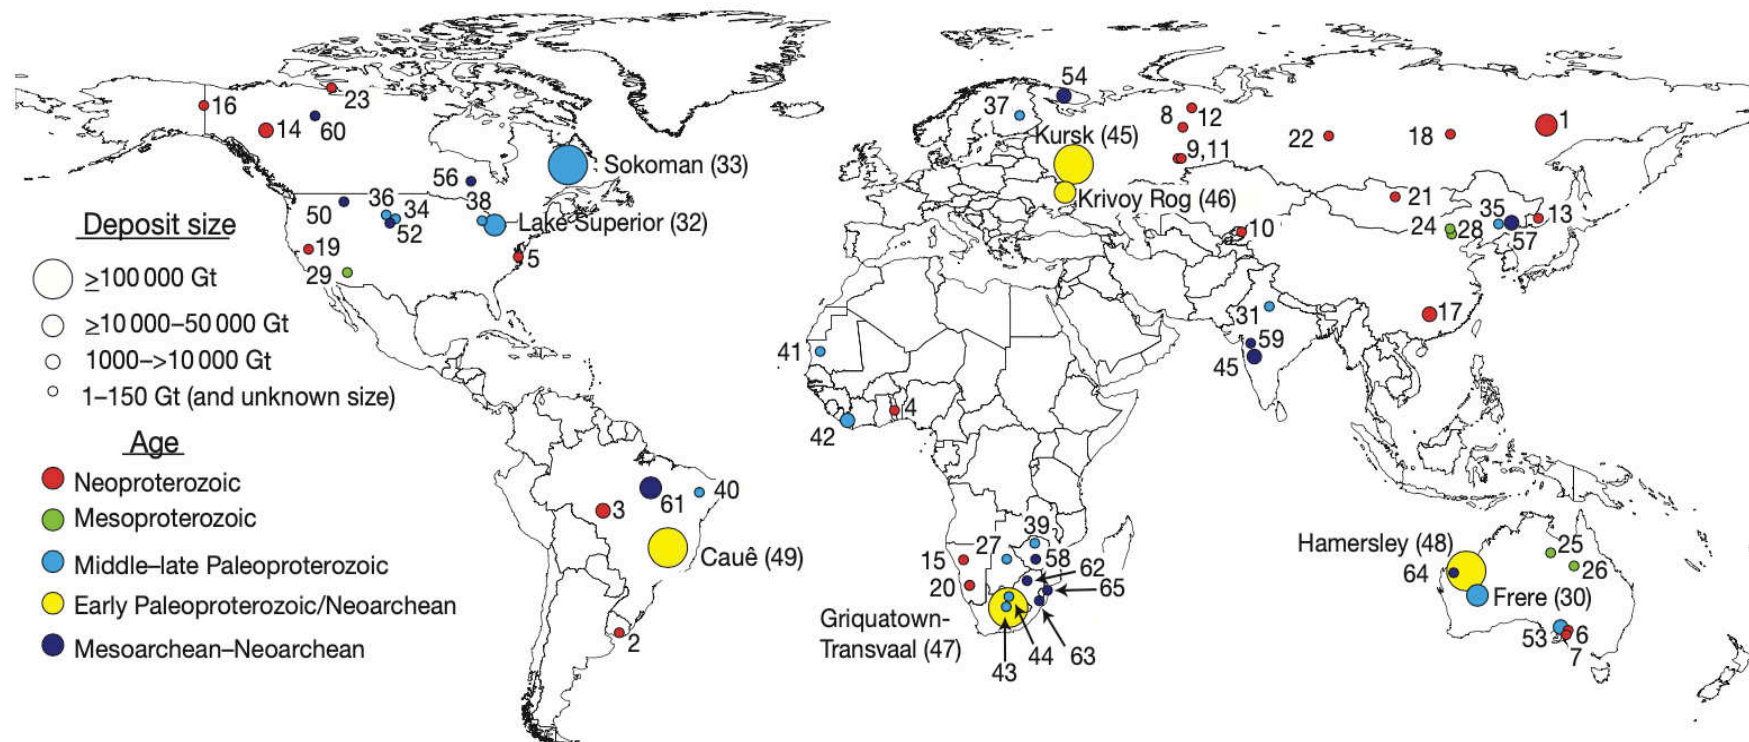 54
16
23
37
8
12
1
14
60
22
18
Kursk (45)
Sokoman (33)
9,11
56
Krivoy Rog (46)
21
36
38
50
34
35
13
Deposit size
Lake Superior (32)
24
28
52
57
10
19
5
29
≥100 000 Gt
31
17
≥10 000–50 000 Gt
59
41
1000–>10 000 Gt
45
1–150 Gt (and unknown size)
4
42
Age
Neoproterozoic
61
40
3
Mesoproterozoic
39
Hamersley (48)
25
Cauê (49)
15
27
58
62
64
26
Middle–late Paleoproterozoic
20
65
Frere (30)
Early Paleoproterozoic/Neoarchean
Griquatown-
Transvaal (47)
2
53
6
7
Mesoarchean–Neoarchean
43
44
63